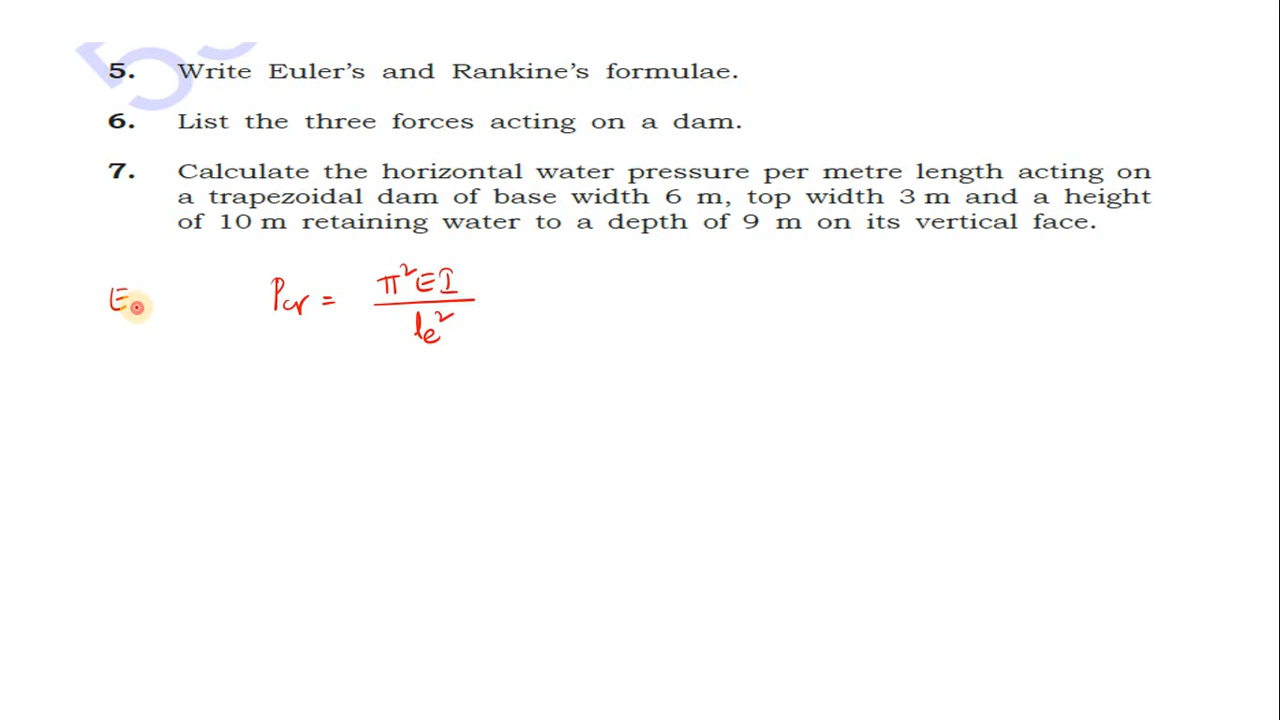 5. Write Euler’s and Rankine’s formulae.
6. List the three forces acting on a dam.
7. Calculate the horizontal water pressure per metre length acting on
a trapezoidal dam of base width 6 m, top width 3 m and a height
of 10 m retaining water to a depth of 9 m on its vertical face.
E Pcr = π²EI / le²